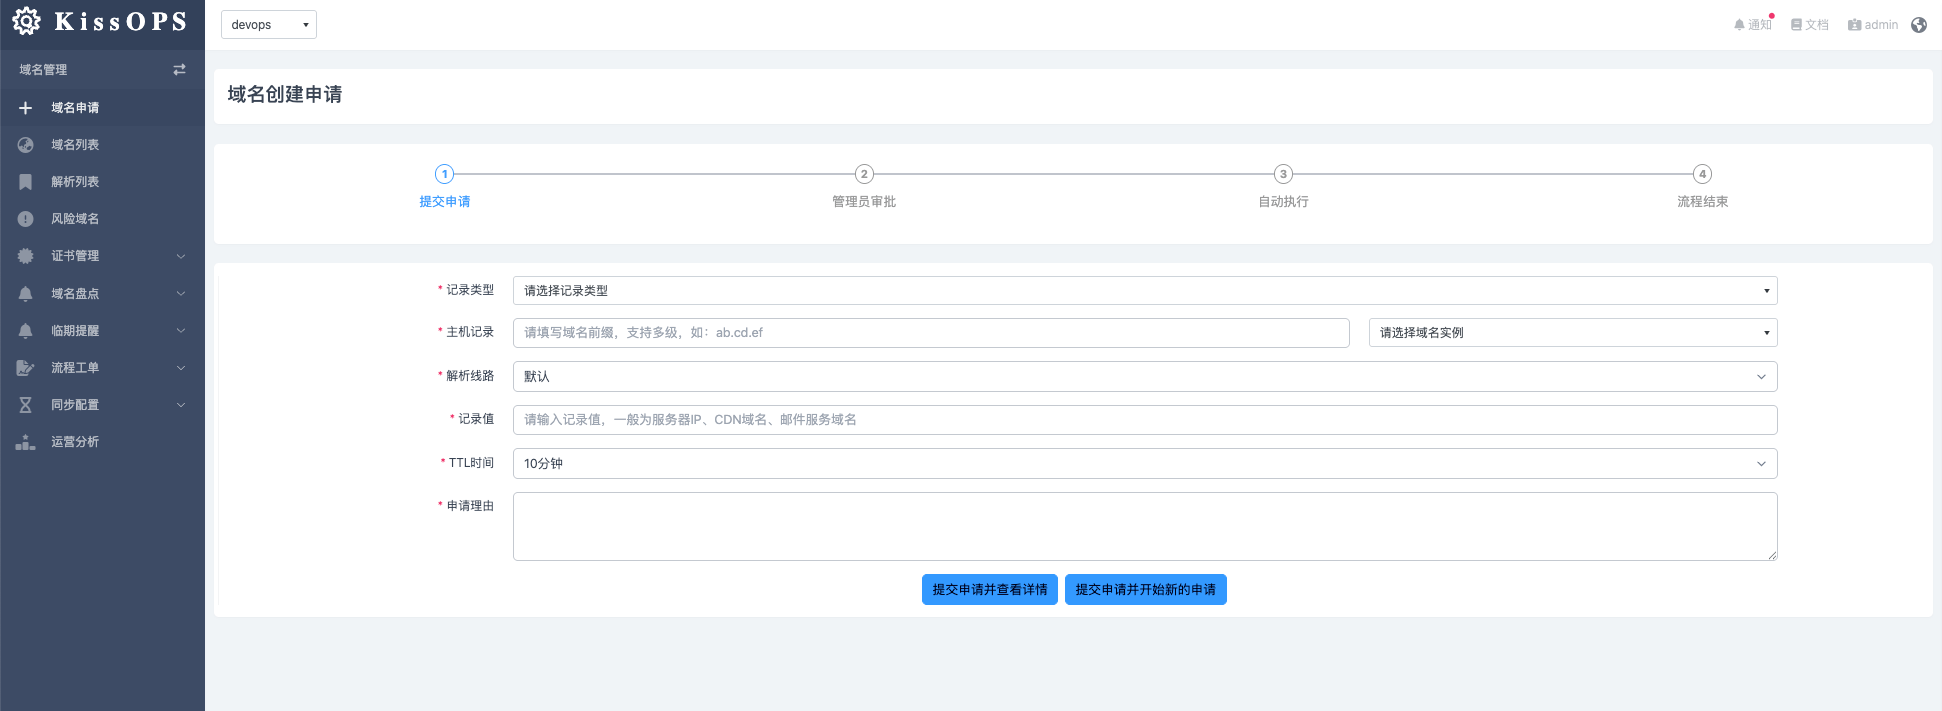 KissOPS
devops
通知
文档
admin
域名管理
域名申请
域名列表
解析列表
风险域名
证书管理
域名盘点
临期提醒
流程工单
同步配置
运营分析
域名创建申请
1
2
3
4
提交申请
管理员审批
自动执行
流程结束
* 记录类型
请选择记录类型
* 主机记录
请填写域名前缀，支持多级，如：ab.cd.ef
请选择域名实例
* 解析线路
默认
* 记录值
请输入记录值，一般为服务器IP、CDN域名、邮件服务域名
* TTL时间
10分钟
* 申请理由
提交申请并查看详情
提交申请并开始新的申请